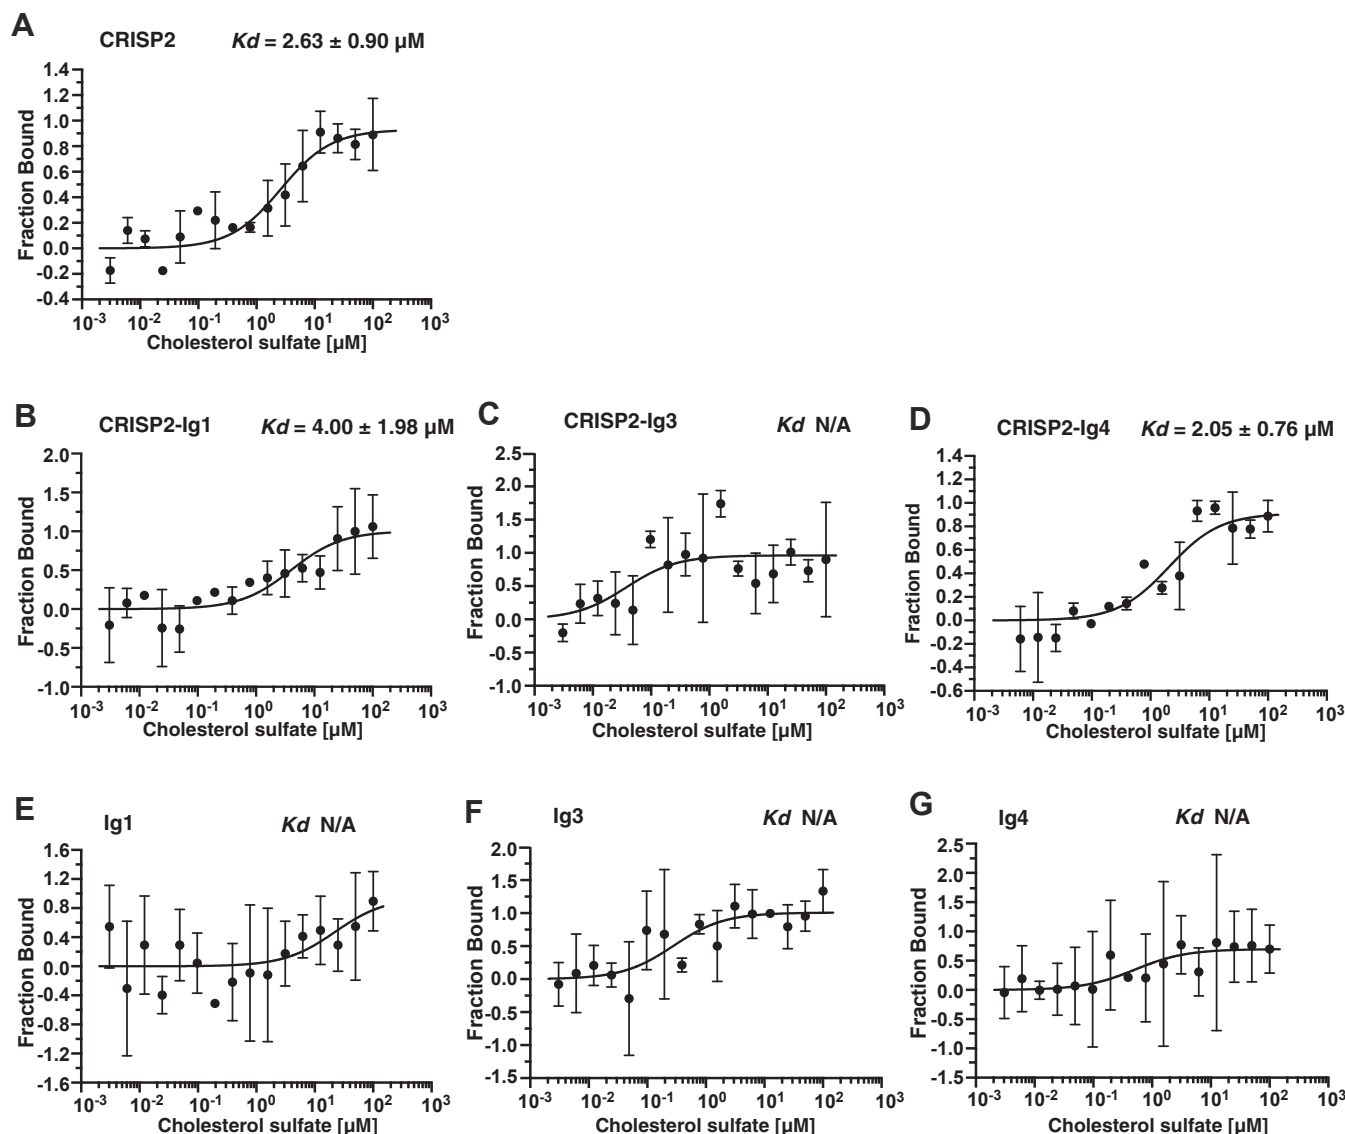 A
CRISP2 Kd = 2.63 ± 0.90 µM
Fraction Bound
1.4
1.2
1.0
0.8
0.6
0.4
0.2
0.0
-0.2
-0.4
10-3 10-2 10-1 100 101 102 103
Cholesterol sulfate [µM]
B
CRISP2-Ig1 Kd = 4.00 ± 1.98 µM
Fraction Bound
2.0
1.5
1.0
0.5
0.0
-0.5
-1.0
10-3 10-2 10-1 100 101 102 103
Cholesterol sulfate [µM]
C
CRISP2-Ig3 Kd N/A
Fraction Bound
2.5
2.0
1.5
1.0
0.5
0.0
-0.5
-1.0
10-3 10-2 10-1 100 101 102 103
Cholesterol sulfate [µM]
D
CRISP2-Ig4 Kd = 2.05 ± 0.76 µM
Fraction Bound
1.4
1.2
1.0
0.8
0.6
0.4
0.2
0.0
-0.2
-0.4
-0.6
10-3 10-2 10-1 100 101 102 103
Cholesterol sulfate [µM]
E
Ig1 Kd N/A
Fraction Bound
1.6
1.2
0.8
0.4
0.0
-0.4
-0.8
-1.2
-1.6
10-3 10-2 10-1 100 101 102 103
Cholesterol sulfate [µM]
F
Ig3 Kd N/A
Fraction Bound
2.0
1.5
1.0
0.5
0.0
-0.5
-1.0
-1.5
10-3 10-2 10-1 100 101 102 103
Cholesterol sulfate [µM]
G
Ig4 Kd N/A
Fraction Bound
2.5
2.0
1.5
1.0
0.5
0.0
-0.5
-1.0
-1.5
10-3 10-2 10-1 100 101 102 103
Cholesterol sulfate [µM]